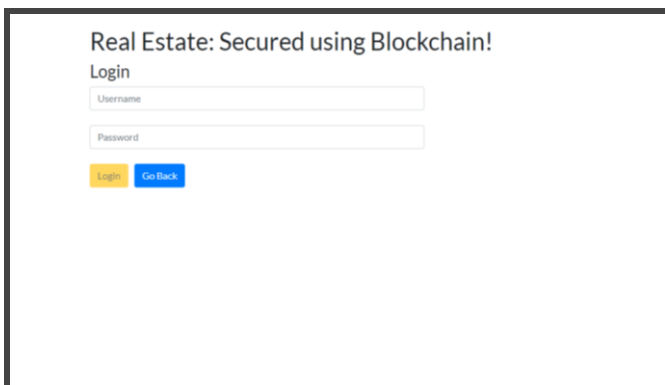 Real Estate: Secured using Blockchain!
Login
Username
Password
Login Go Back